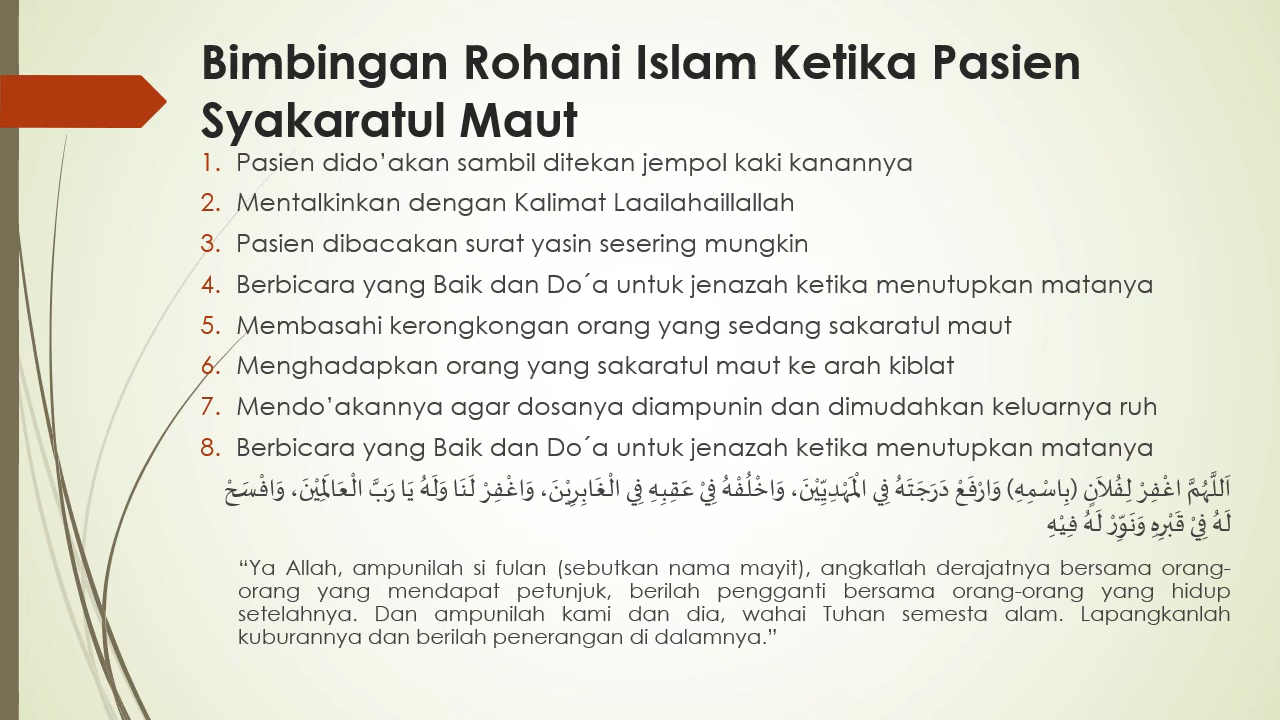 Bimbingan Rohani Islam Ketika Pasien
Syakaratul Maut
1. Pasien dido’akan sambil ditekan jempol kaki kanannya
2. Mentalkinkan dengan Kalimat Laailahaillallah
3. Pasien dibacakan surat yasin sesering mungkin
4. Berbicara yang Baik dan Do´a untuk jenazah ketika menutupkan matanya
5. Membasahi kerongkongan orang yang sedang sakaratul maut
6. Menghadapkan orang yang sakaratul maut ke arah kiblat
7. Mendo’akannya agar dosanya diampunin dan dimudahkan keluarnya ruh
8. Berbicara yang Baik dan Do´a untuk jenazah ketika menutupkan matanya
اَللَّهُمَّ اغْفِرْ لِفُلاَنٍ (بِاسْمِهِ) وَارْفَعْ دَرَجَتَهُ فِي الْمَهْدِيِّيْنَ، وَاخْلُفْهُ فِيْ عَقِبِهِ فِي الْغَابِرِيْنَ، وَاغْفِرْ لَنَا وَلَهُ يَا رَبَّ الْعَالَمِيْنَ، وَافْسَحْ
لَهُ فِيْ قَبْرِهِ وَنَوِّرْ لَهُ فِيْهِ
“Ya Allah, ampunilah si fulan (sebutkan nama mayit), angkatlah derajatnya bersama orang-
orang yang mendapat petunjuk, berilah pengganti bersama orang-orang yang hidup
setelahnya. Dan ampunilah kami dan dia, wahai Tuhan semesta alam. Lapangkanlah
kuburannya dan berilah penerangan di dalamnya.”